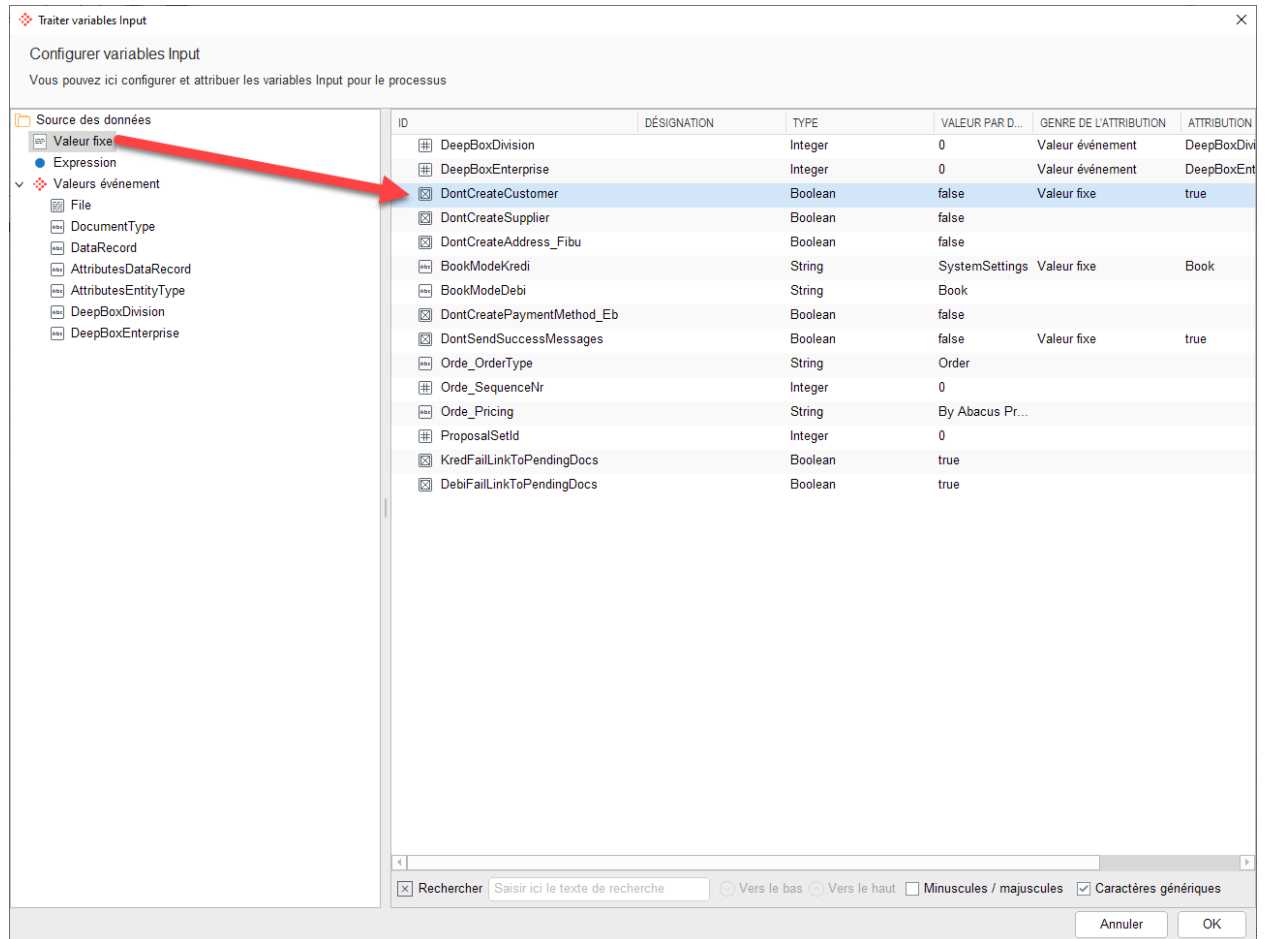 Traiter variables Input
Configurer variables Input
Vous pouvez ici configurer et attribuer les variables Input pour le processus
Source des données
Valeur fixe
Expression
Valeurs événement
File
DocumentType
DataRecord
AttributesDataRecord
AttributesEntityType
DeepBoxDivision
DeepBoxEnterprise
ID DÉSIGNATION TYPE VALEUR PAR D... GENRE DE L'ATTRIBUTION ATTRIBUTION
DeepBoxDivision Integer 0 Valeur événement DeepBoxDivi
DeepBoxEnterprise Integer 0 Valeur événement DeepBoxEnt
DontCreateCustomer Boolean false Valeur fixe true
DontCreateSupplier Boolean false
DontCreateAddress_Fibu Boolean false
BookModeKredi String SystemSettings Valeur fixe Book
BookModeDebi String Book
DontCreatePaymentMethod_Eb Boolean false
DontSendSuccessMessages Boolean false Valeur fixe true
Orde_OrderType String Order
Orde_SequenceNr Integer 0
Orde_Pricing String By Abacus Pr...
ProposalSetId Integer 0
KredFailLinkToPendingDocs Boolean true
DebiFailLinkToPendingDocs Boolean true
Rechercher Saisir ici le texte de recherche Vers le bas Vers le haut Minuscules / majuscules Caractères génériques
Annuler OK